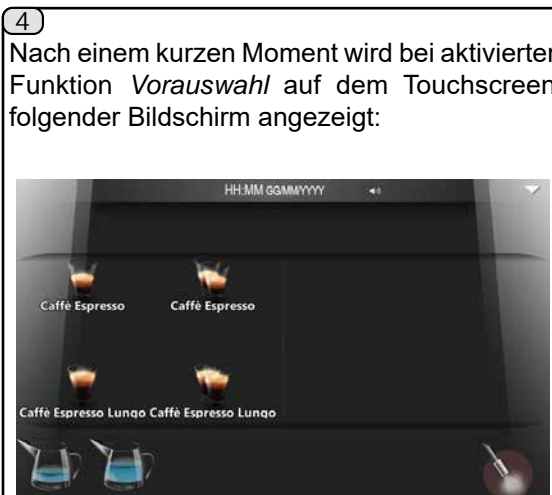 4
Nach einem kurzen Moment wird bei aktivierter
Funktion Vorauswahl auf dem Touchscreen
folgender Bildschirm angezeigt:
HH:MM GG/MM/YYYY
Caffè Espresso Caffè Espresso
Caffè Espresso Lungo Caffè Espresso Lungo